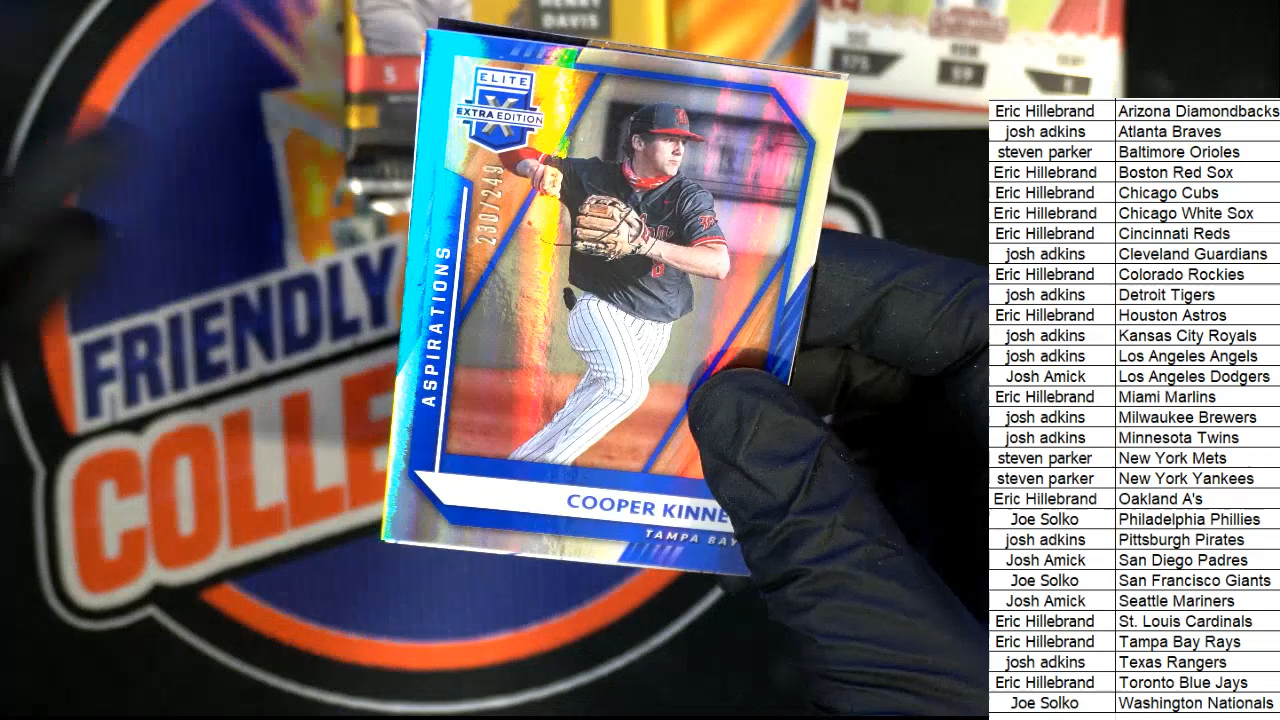 HENRY
DAVIS
S
ELITE
X
EXTRA EDITION
230/249
ASPIRATIONS
COOPER KINNE
TAMPA BAY
FRIENDLY
COLLE
Eric Hillebrand Arizona Diamondbacks
josh adkins Atlanta Braves
steven parker Baltimore Orioles
Eric Hillebrand Boston Red Sox
Eric Hillebrand Chicago Cubs
Eric Hillebrand Chicago White Sox
Eric Hillebrand Cincinnati Reds
josh adkins Cleveland Guardians
Eric Hillebrand Colorado Rockies
josh adkins Detroit Tigers
Eric Hillebrand Houston Astros
josh adkins Kansas City Royals
josh adkins Los Angeles Angels
Josh Amick Los Angeles Dodgers
Eric Hillebrand Miami Marlins
josh adkins Milwaukee Brewers
josh adkins Minnesota Twins
steven parker New York Mets
steven parker New York Yankees
Eric Hillebrand Oakland A's
Joe Solko Philadelphia Phillies
josh adkins Pittsburgh Pirates
Josh Amick San Diego Padres
Joe Solko San Francisco Giants
Josh Amick Seattle Mariners
Eric Hillebrand St. Louis Cardinals
Eric Hillebrand Tampa Bay Rays
josh adkins Texas Rangers
Eric Hillebrand Toronto Blue Jays
Joe Solko Washington Nationals